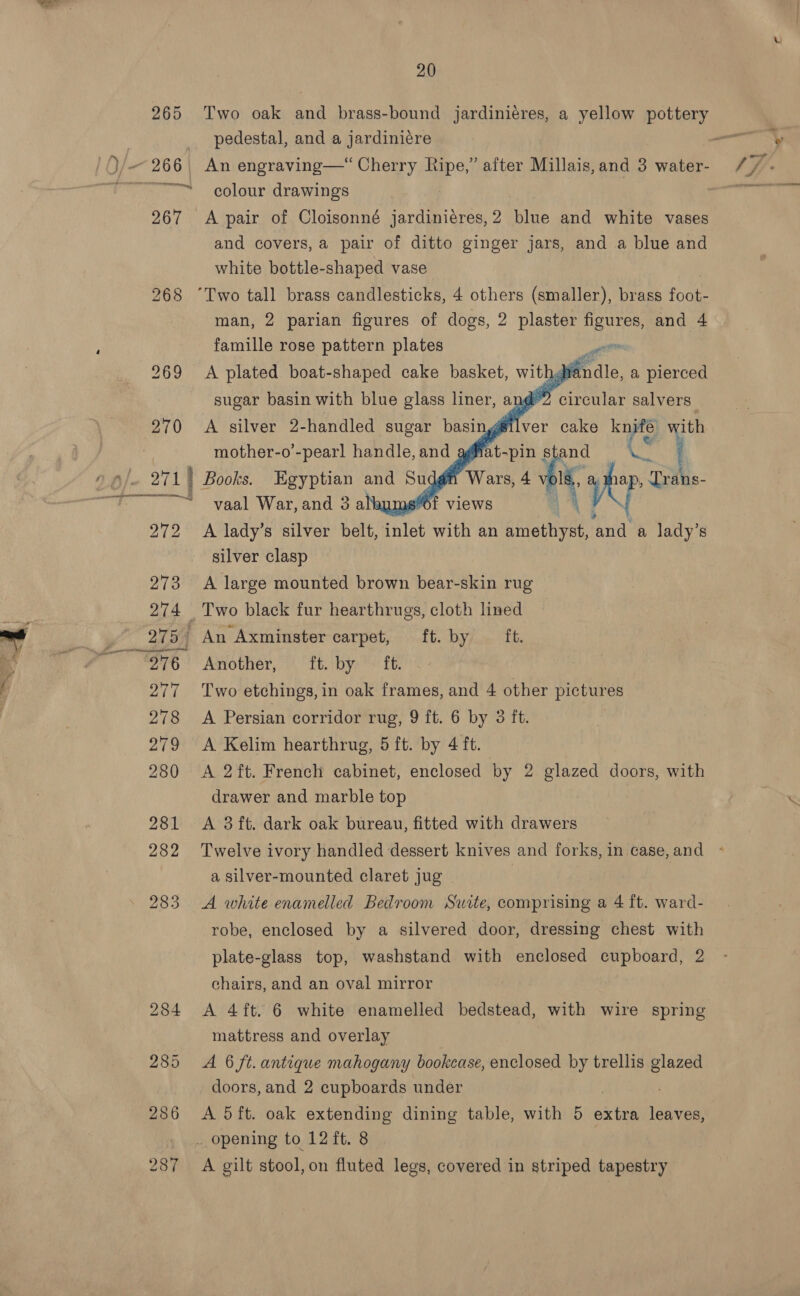 20
265 Two oak and brass-bound jardinières, a yellow pottery
pedestal, and a jardinière
10/- 266 An engraving—“Cherry Ripe,” after Millais, and 3 water- 17/-
colour drawings
267 A pair of Cloisonné jardinières, 2 blue and white vases
and covers, a pair of ditto ginger jars, and a blue and
white bottle-shaped vase
268 Two tall brass candlesticks, 4 others (smaller), brass foot-
man, 2 parian figures of dogs, 2 plaster figures, and 4
famille rose pattern plates
269 A plated boat-shaped cake basket, with handle, a pierced
sugar basin with blue glass liner, and 2 circular salvers
270 A silver 2-handled sugar basin, silver cake knife with
mother-o’-pearl handle, and hat-pin stand
271 Books. Egyptian and Sudan Wars, 4 vols., a map, Trans-
vaal War, and 3 albums of views
272 A lady’s silver belt, inlet with an amethyst, and a lady’s
silver clasp
273 A large mounted brown bear-skin rug
274 Two black fur hearthrugs, cloth lined
275 An Axminster carpet, ft. by ft.
276 Another, ft. by ft.
277 Two etchings, in oak frames, and 4 other pictures
278 A Persian corridor rug, 9 ft. 6 by 3 ft.
279 A Kelim hearthrug, 5 ft. by 4 ft.
280 A 2 ft. French cabinet, enclosed by 2 glazed doors, with
drawer and marble top
281 A 3 ft. dark oak bureau, fitted with drawers
282 Twelve ivory handled dessert knives and forks, in case, and
a silver-mounted claret jug
283 A white enamelled Bedroom Suite, comprising a 4 ft. ward-
robe, enclosed by a silvered door, dressing chest with
plate-glass top, washstand with enclosed cupboard, 2
chairs, and an oval mirror
284 A 4 ft. 6 white enamelled bedstead, with wire spring
mattress and overlay
285 A 6 ft. antique mahogany bookcase, enclosed by trellis glazed
doors, and 2 cupboards under
286 A 5 ft. oak extending dining table, with 5 extra leaves,
opening to 12 ft. 8
287 A gilt stool, on fluted legs, covered in striped tapestry